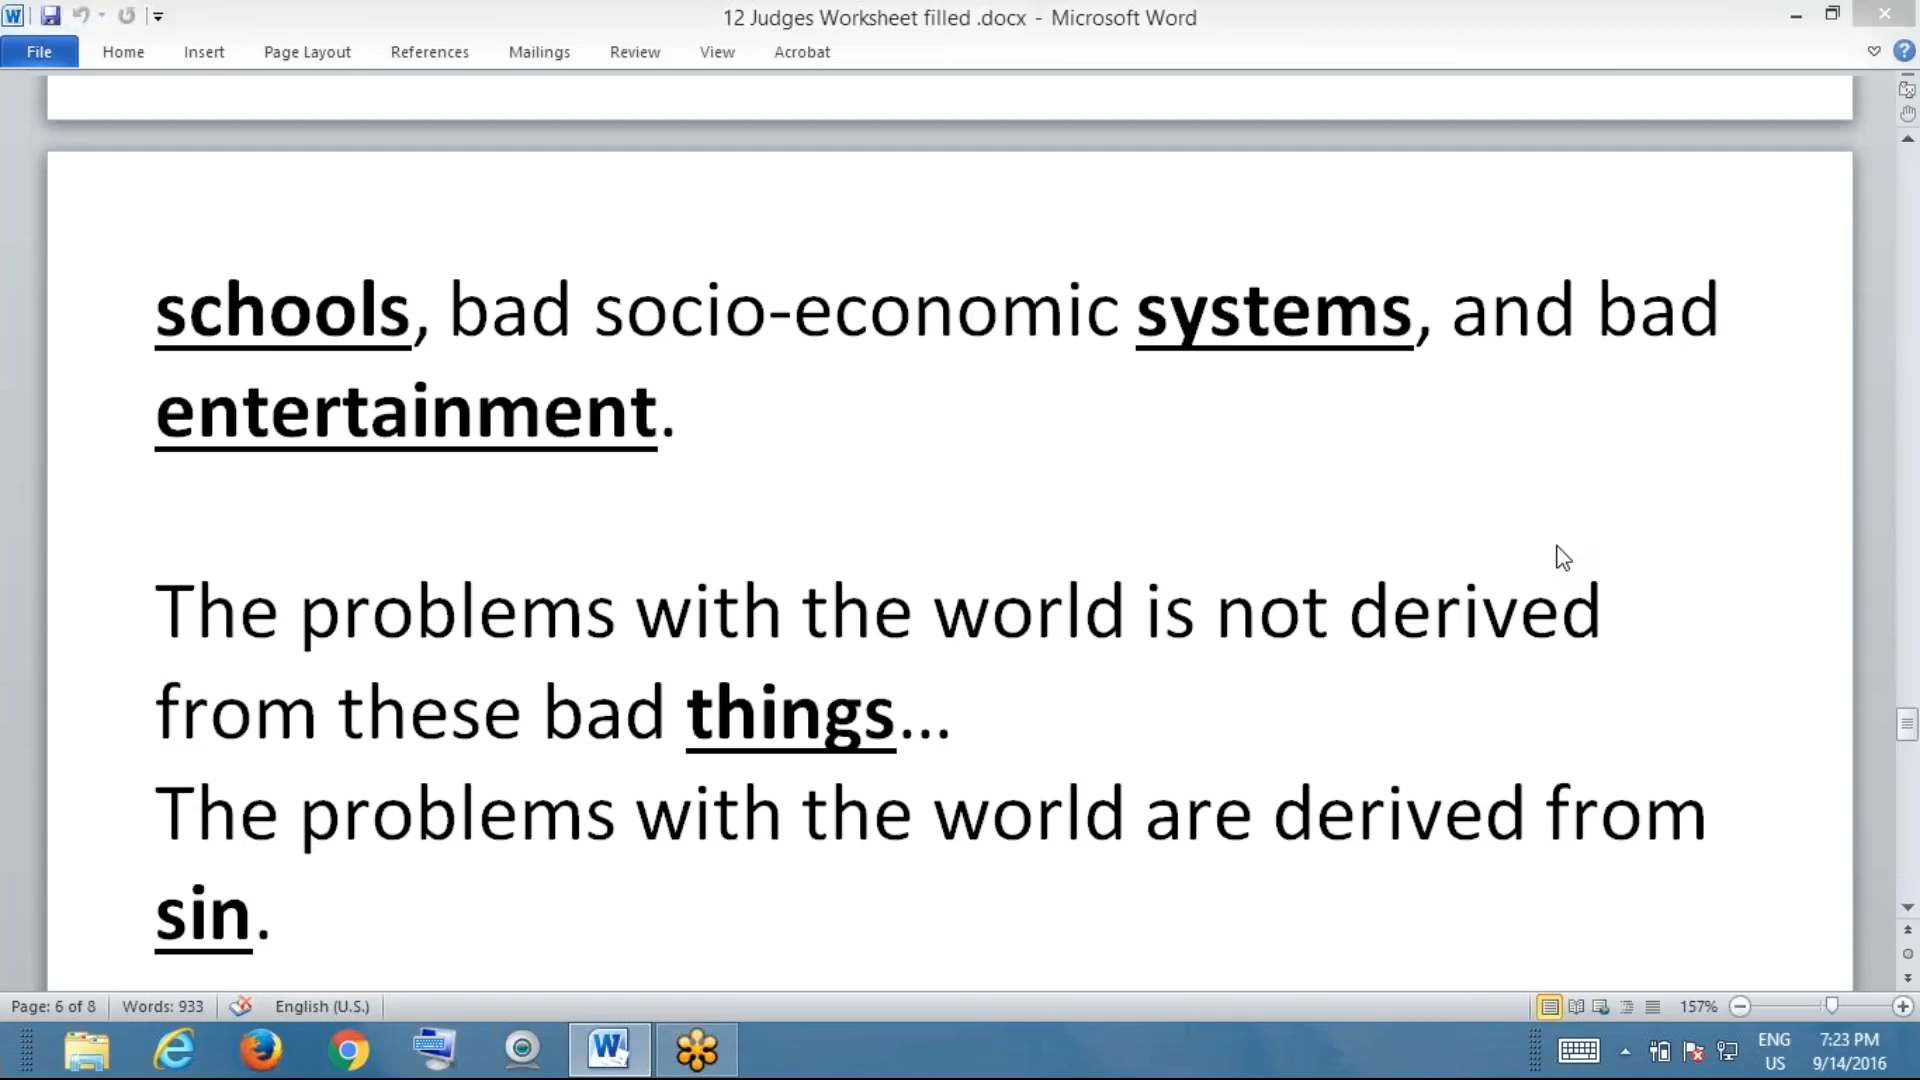 12 Judges Worksheet filled .docx - Microsoft Word
File Home Insert Page Layout References Mailings Review View Acrobat
schools, bad socio-economic systems, and bad
entertainment.
The problems with the world is not derived
from these bad things...
The problems with the world are derived from
sin.
Page: 6 of 8 Words: 933 English (U.S.) 157%
ENG 7:23 PM
US 9/14/2016